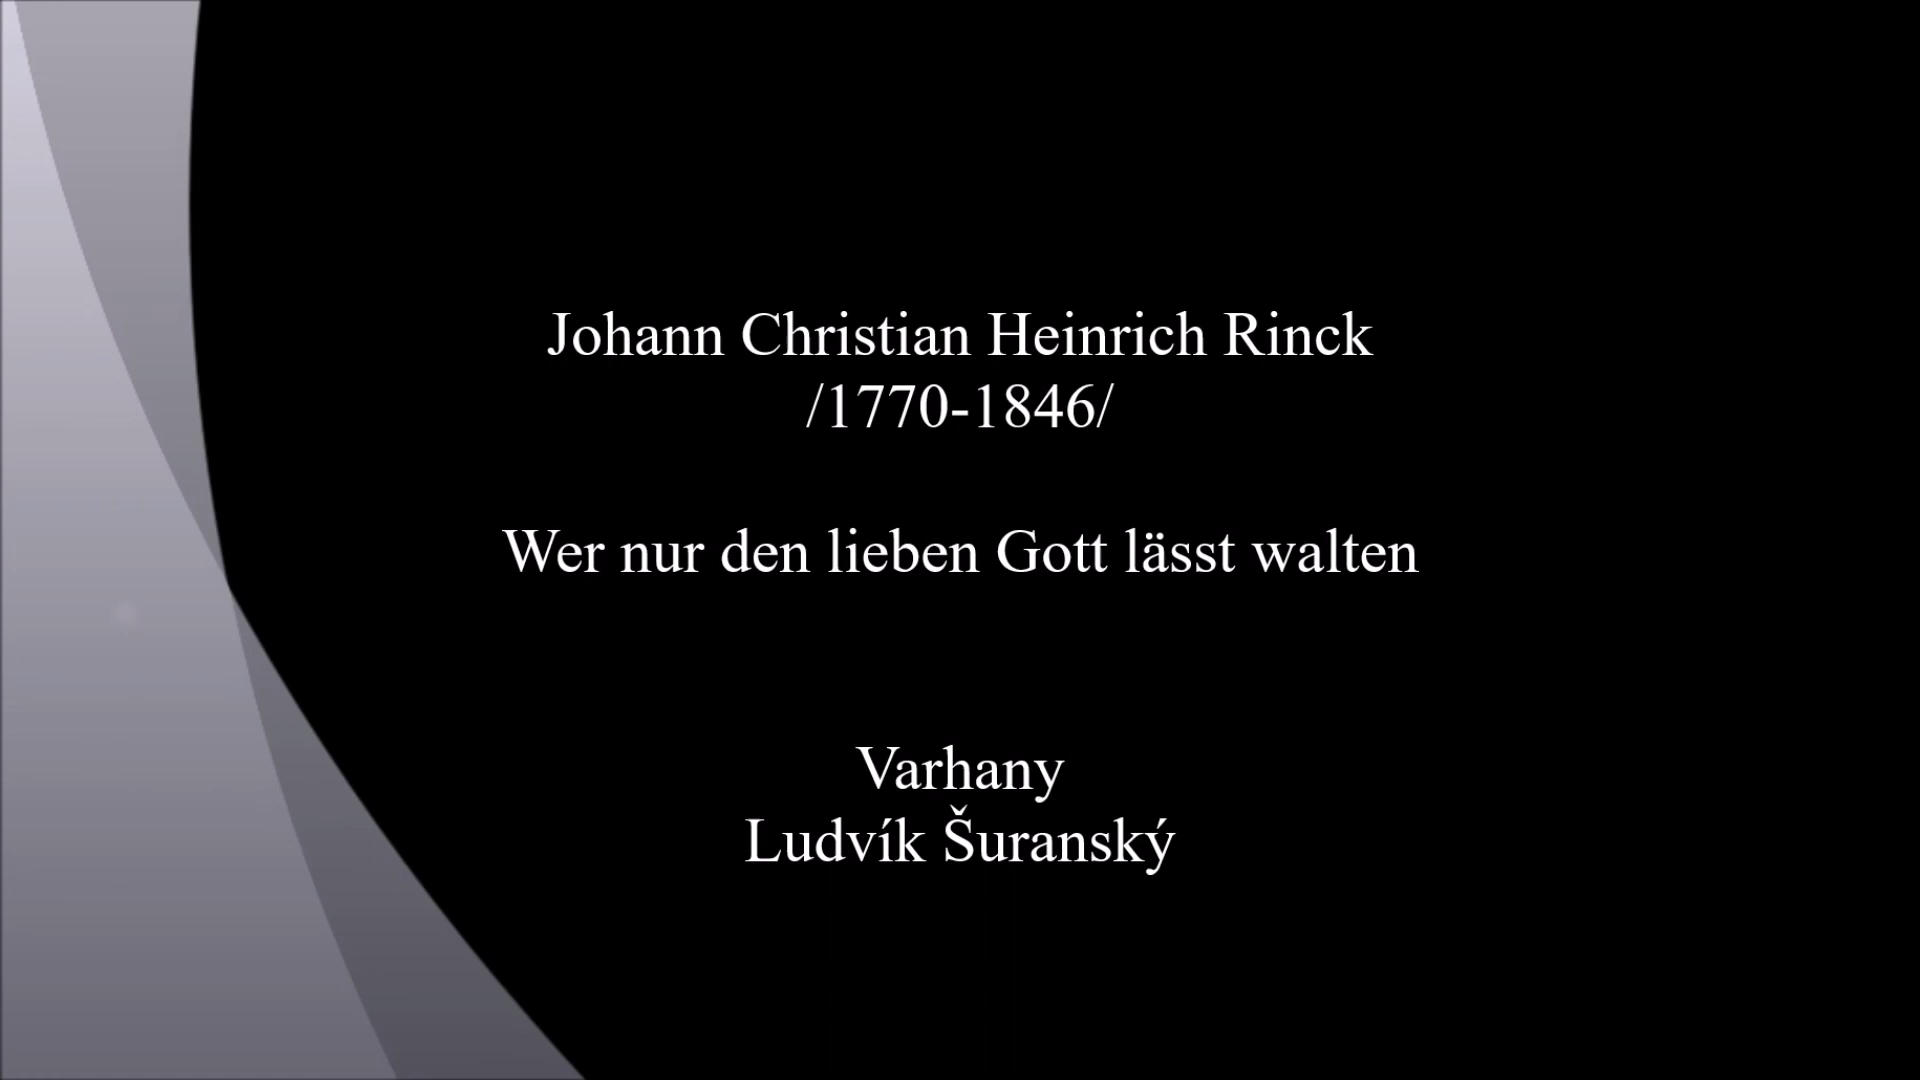 Johann Christian Heinrich Rinck
/1770-1846/
Wer nur den lieben Gott lässt walten
Varhany
Ludvík Šuranský